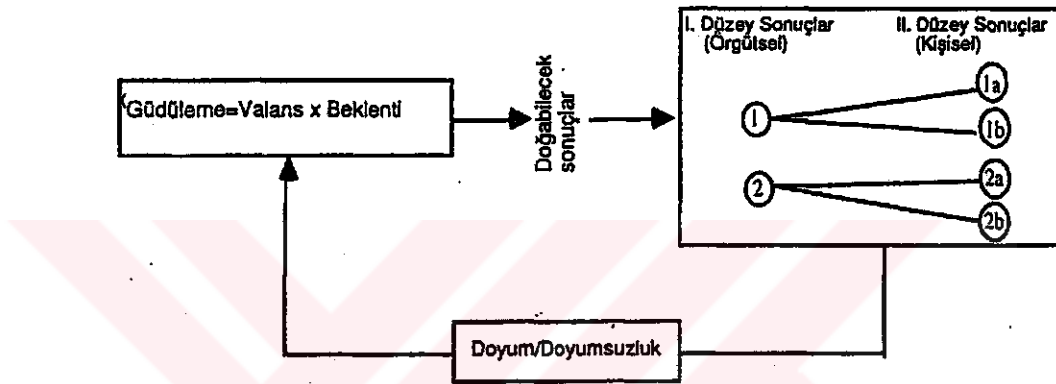 Güdüleme=Valans x Beklenti
Doğabilecek
sonuçlar
I. Düzey Sonuçlar
(Örgütsel)
II. Düzey Sonuçlar
(Kişisel)
1
1a
1b
2
2a
2b
Doyum/Doyumsuzluk